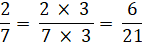 2/7 = (2 × 3)/(7 × 3) = 6/21